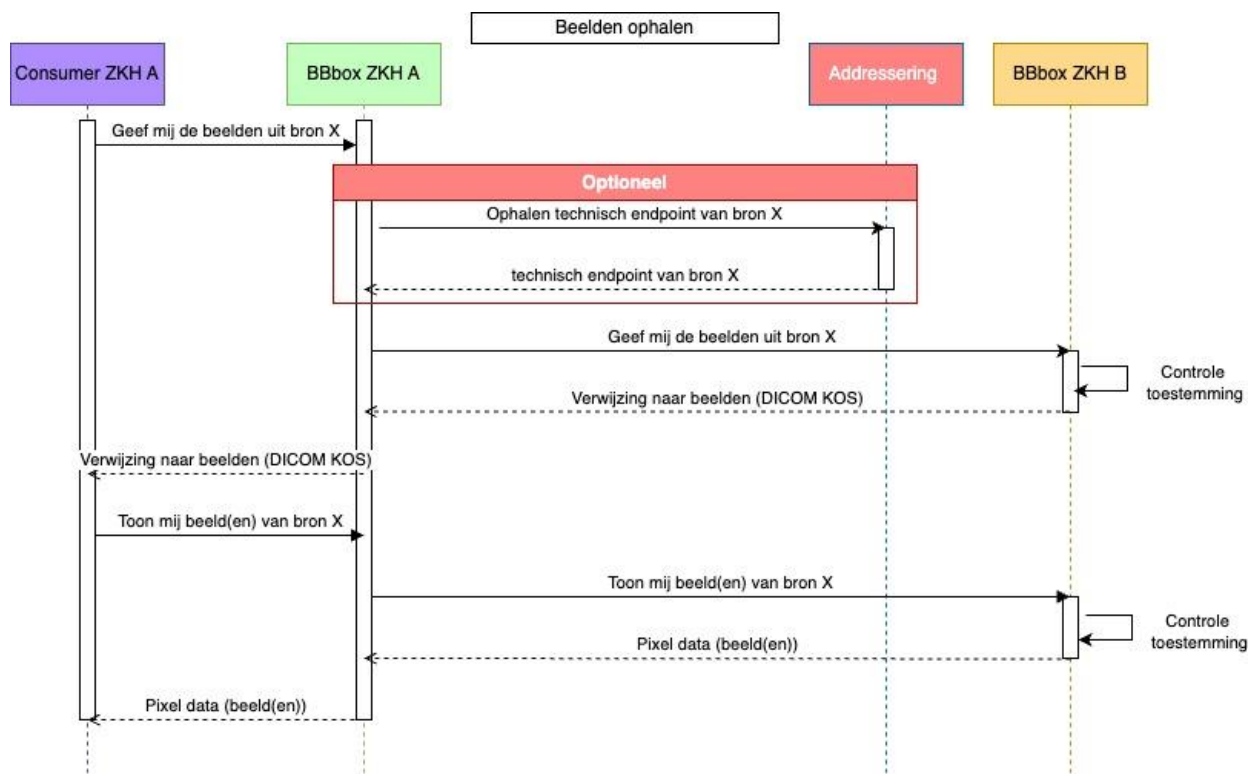 Beelden ophalen
Consumer ZKH A
BBbox ZKH A
Addressering
BBbox ZKH B
Geef mij de beelden uit bron X
Optioneel
Ophalen technisch endpoint van bron X
technisch endpoint van bron X
Geef mij de beelden uit bron X
Controle
toestemming
Verwijzing naar beelden (DICOM KOS)
Verwijzing naar beelden (DICOM KOS)
Toon mij beeld(en) van bron X
Toon mij beeld(en) van bron X
Controle
toestemming
Pixel data (beeld(en))
Pixel data (beeld(en))